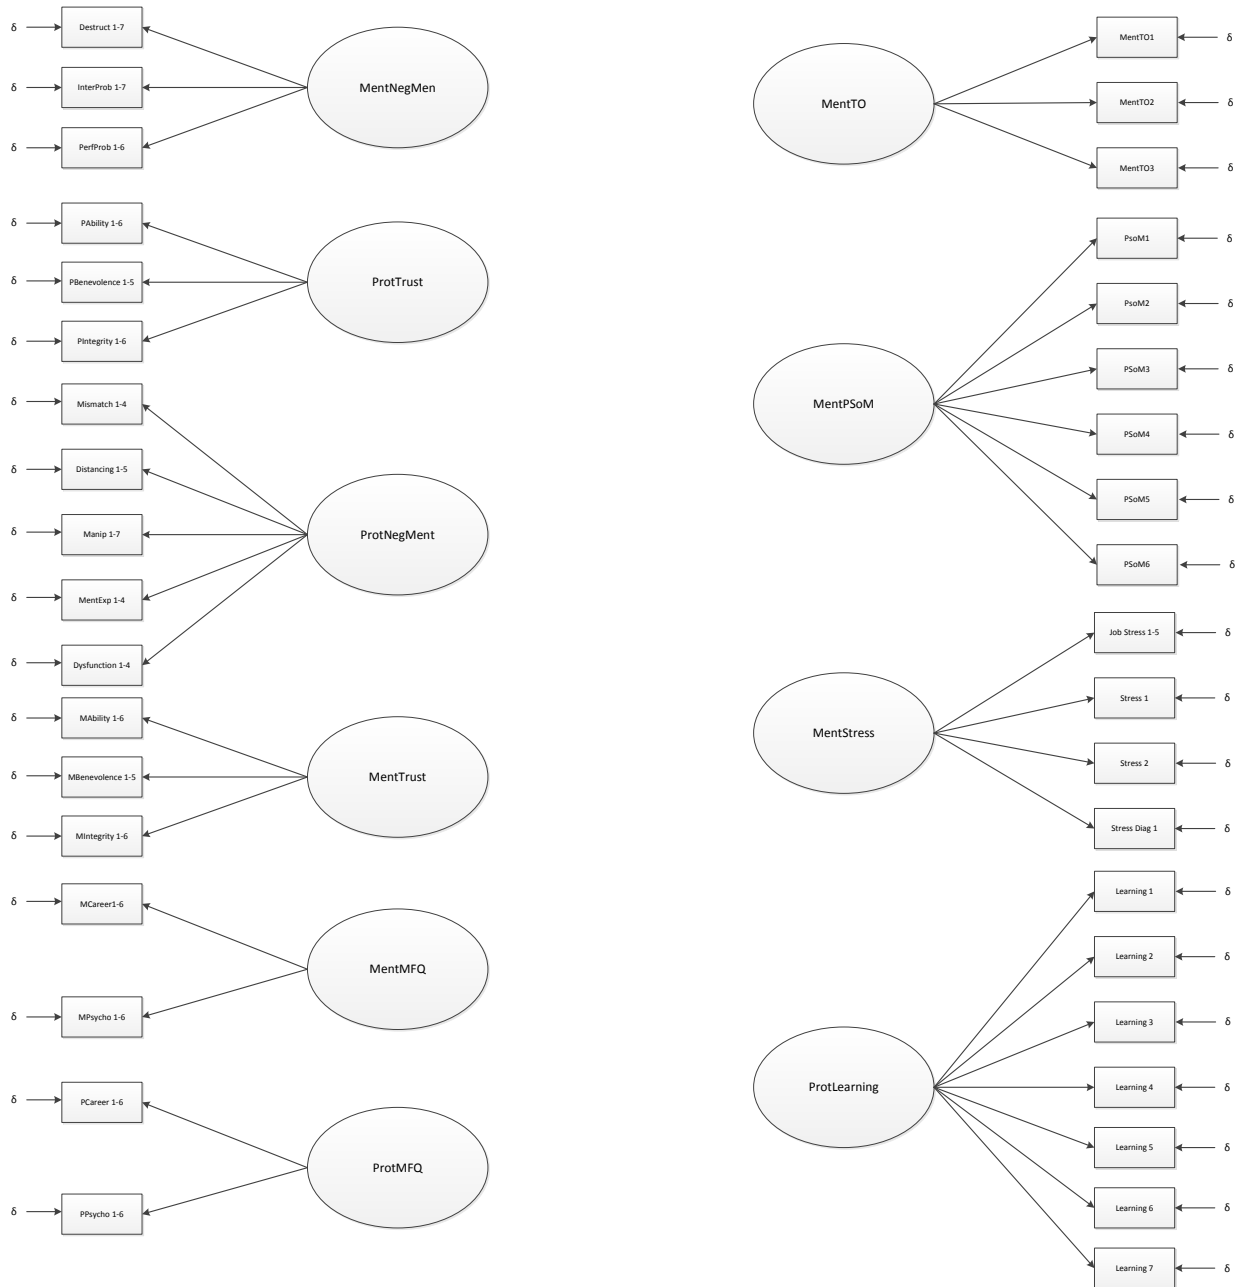 δ
Destruct 1-7
δ
InterProb 1-7
MentNegMen
δ
PerfProb 1-6
δ
PAbility 1-6
δ
PBenevolence 1-5
ProtTrust
δ
PIntegrity 1-6
δ
Mismatch 1-4
δ
Distancing 1-5
δ
Manip 1-7
ProtNegMent
δ
MentExp 1-4
δ
Dysfunction 1-4
δ
MAbility 1-6
δ
MBenevolence 1-5
MentTrust
δ
MIntegrity 1-6
δ
MCareer1-6
MentMFQ
δ
MPsycho 1-6
δ
PCareer 1-6
ProtMFQ
δ
PPsycho 1-6
MentTO1
δ
MentTO
MentTO2
δ
MentTO3
δ
PsoM1
δ
PsoM2
δ
PSoM3
δ
MentPSoM
PSoM4
δ
PSoM5
δ
PSoM6
δ
Job Stress 1-5
δ
Stress 1
δ
MentStress
Stress 2
δ
Stress Diag 1
δ
Learning 1
δ
Learning 2
δ
Learning 3
δ
ProtLearning
Learning 4
δ
Learning 5
δ
Learning 6
δ
Learning 7
δ